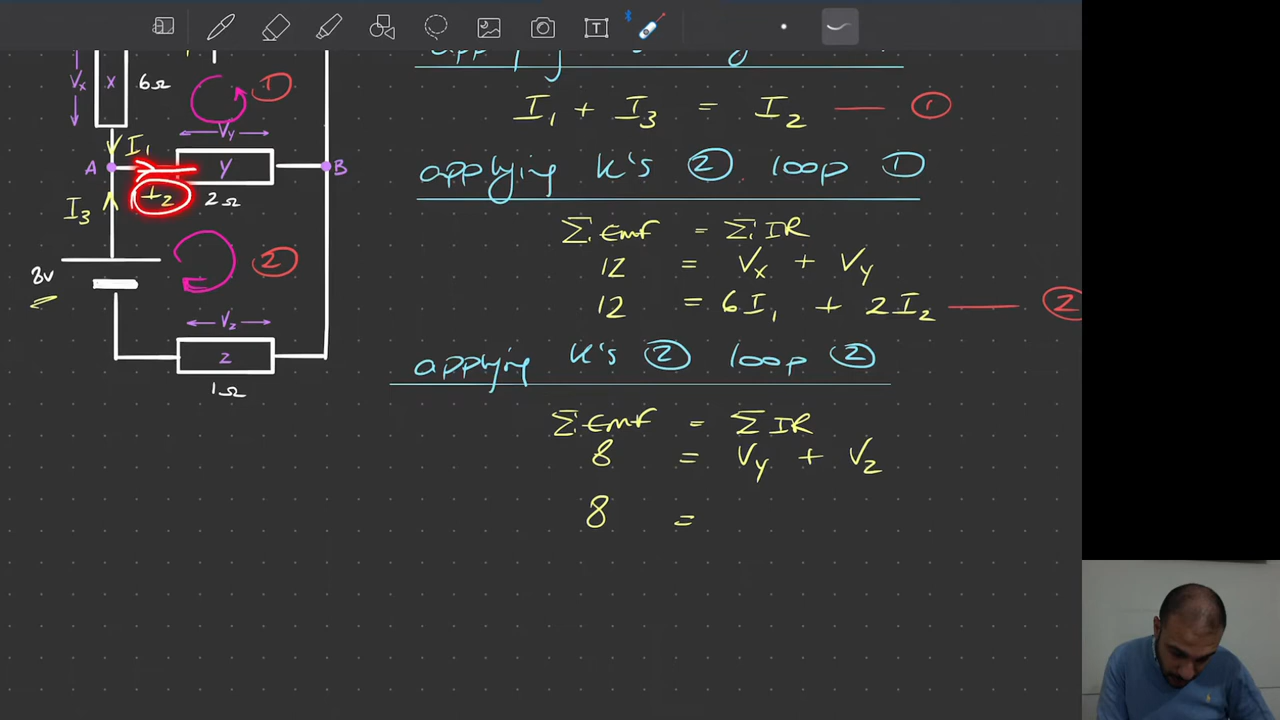 I₁ + I₃ = I₂ — ①
applying K's ② loop ①
Σ Emf = Σ IR
12 = Vx + Vy
12 = 6I₁ + 2I₂ — ②
applying K's ② loop ②
Σ Emf = Σ IR
8 = Vy + Vz
8 =
Vx
X
6Ω
①
Vy
I₁
A
Y
B
I₂
2Ω
I₃
8v
②
Vz
Z
1Ω
T